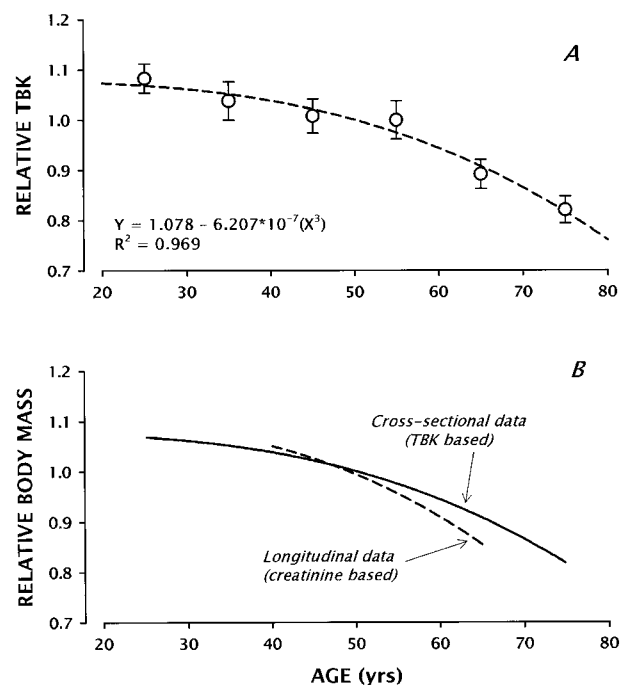 A
RELATIVE TBK
1.2
1.1
1.0
0.9
0.8
0.7
Y = 1.078 – 6.207*10⁻⁷(X³)
R² = 0.969
20 30 40 50 60 70 80
B
RELATIVE BODY MASS
1.2
1.1
1.0
0.9
0.8
0.7
Cross-sectional data
(TBK based)
Longitudinal data
(creatinine based)
20 30 40 50 60 70 80
AGE (yrs)